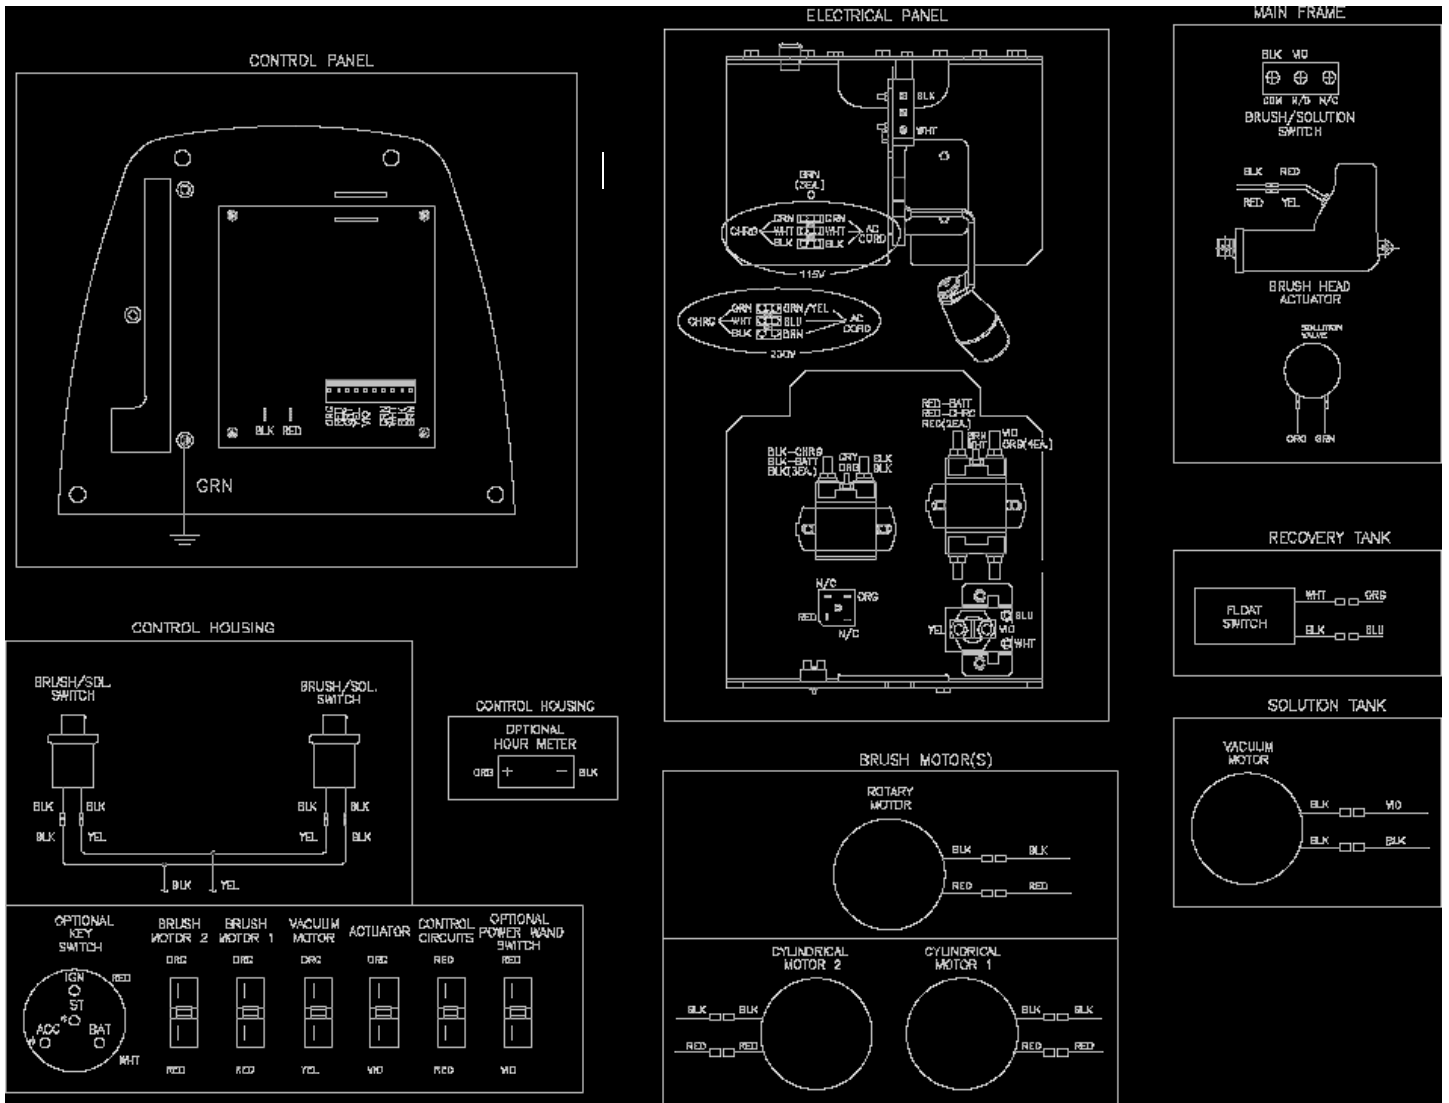 CONTROL PANEL
BLK RED
ORG
VIO
GRN
ELECTRICAL PANEL
BLK
WHT
GRN
(3EA.)
CHRG
GRN GRN
WHT WHT
BLK BLK
AC
CORD
115V
CHRG
GRN GRN/YEL
WHT BLU
BLK BRN
AC
CORD
230V
RED-BATT
RED-CHRG
RED(2EA.)
WHT
VIO
ORG(4EA.)
BLK-CHRG
BLK-BATT
BLK(3EA.)
GRY
ORG
BLK
BLK
N/C
ORG
RED
N/C
YEL
BLU
VIO
WHT
MAIN FRAME
BLK VIO
COM N/O N/C
BRUSH/SOLUTION
SWITCH
BLK RED
RED YEL
BRUSH HEAD
ACTUATOR
SOLUTION
VALVE
ORG GRN
RECOVERY TANK
FLOAT
SWITCH
WHT ORG
BLK BLU
SOLUTION TANK
VACUUM
MOTOR
BLK VIO
BLK BLK
CONTROL HOUSING
BRUSH/SOL.
SWITCH
BRUSH/SOL.
SWITCH
BLK BLK
BLK YEL
BLK BLK
YEL BLK
BLK YEL
CONTROL HOUSING
OPTIONAL
HOUR METER
ORG + - BLK
OPTIONAL
KEY
SWITCH
IGN
RED
ST
*
ACC
*
BAT
WHT
BRUSH
MOTOR 2
ORG
RED
BRUSH
MOTOR 1
ORG
RED
VACUUM
MOTOR
ORG
YEL
ACTUATOR
ORG
VIO
CONTROL
CIRCUITS
RED
RED
OPTIONAL
POWER WAND
SWITCH
RED
VIO
BRUSH MOTOR(S)
ROTARY
MOTOR
BLK BLK
RED RED
CYLINDRICAL
MOTOR 2
BLK BLK
RED RED
CYLINDRICAL
MOTOR 1
BLK BLK
RED RED